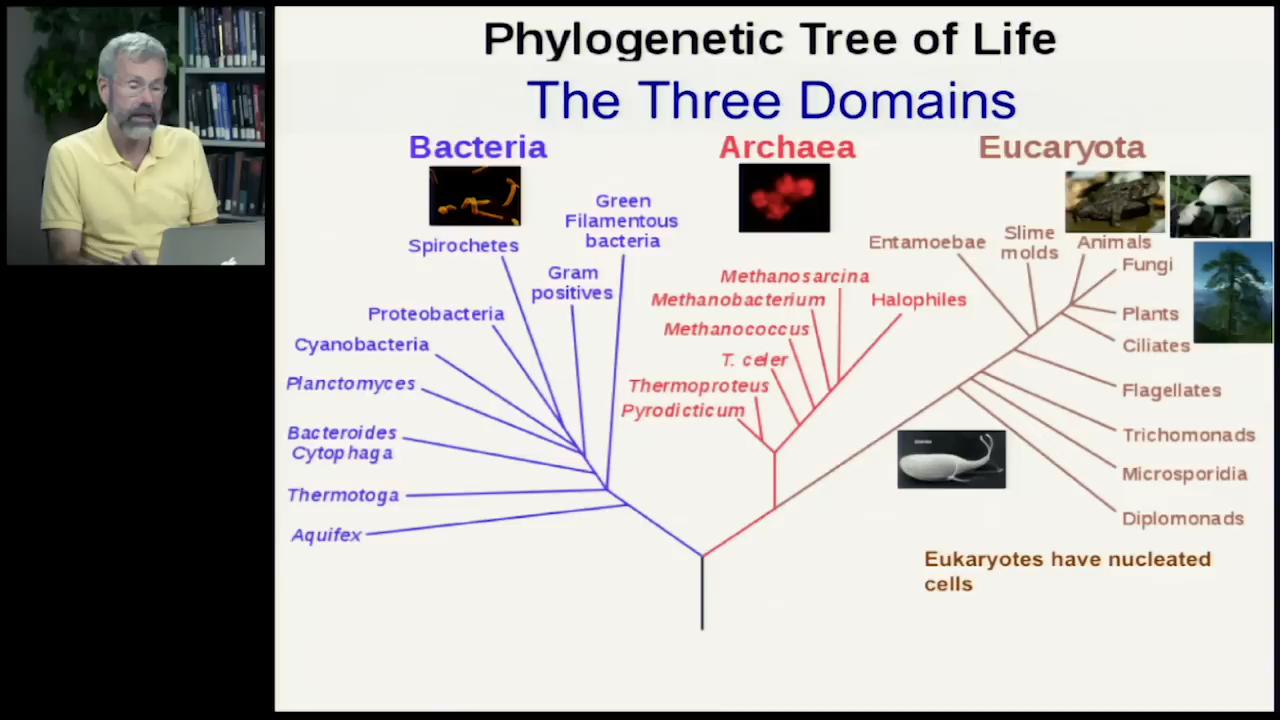 Phylogenetic Tree of Life
The Three Domains
Bacteria
Archaea
Eucaryota
Green
Filamentous
bacteria
Spirochetes
Gram
positives
Proteobacteria
Cyanobacteria
Planctomyces
Bacteroides
Cytophaga
Thermotoga
Aquifex
Methanosarcina
Methanobacterium
Halophiles
Methanococcus
T. celer
Thermoproteus
Pyrodicticum
Entamoebae
Slime
molds
Animals
Fungi
Plants
Ciliates
Flagellates
Trichomonads
Microsporidia
Diplomonads
Eukaryotes have nucleated
cells